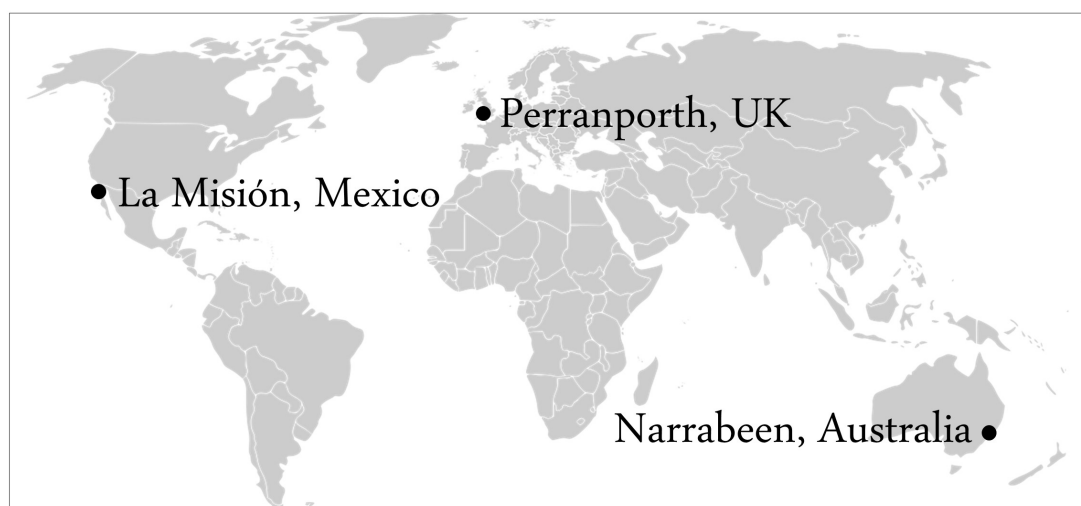 Perranporth, UK
La Misión, Mexico
Narrabeen, Australia